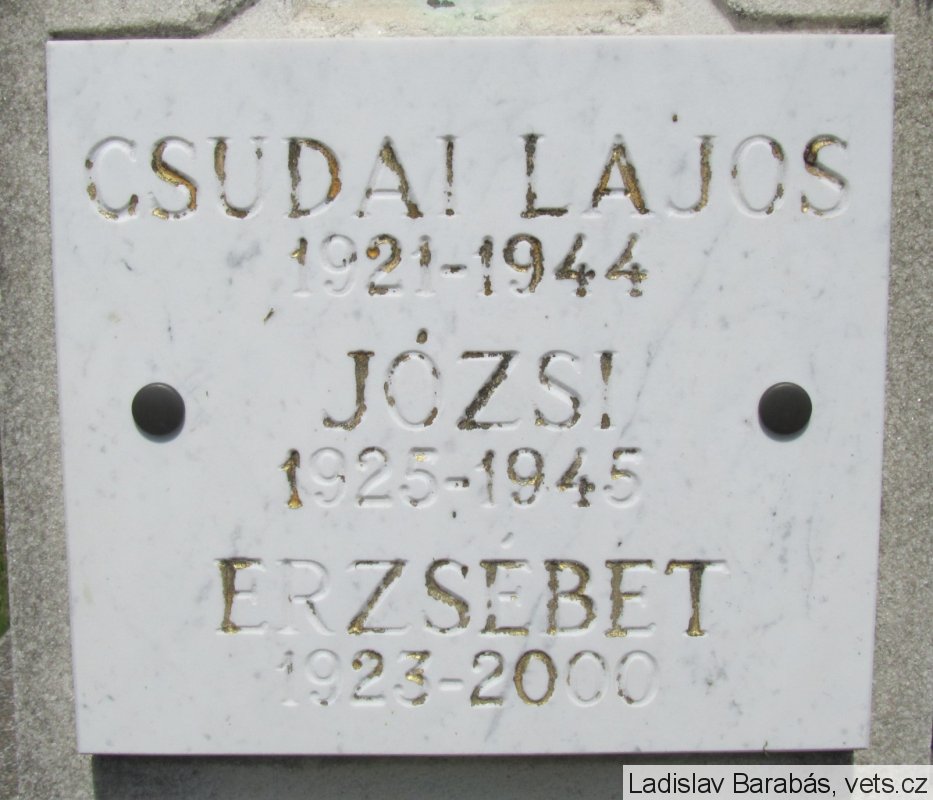 CSUDAI LAJOS
1921-1944
JÓZSI
1925-1945
ERZSÉBET
1923-2000
Ladislav Barabás, vets.cz